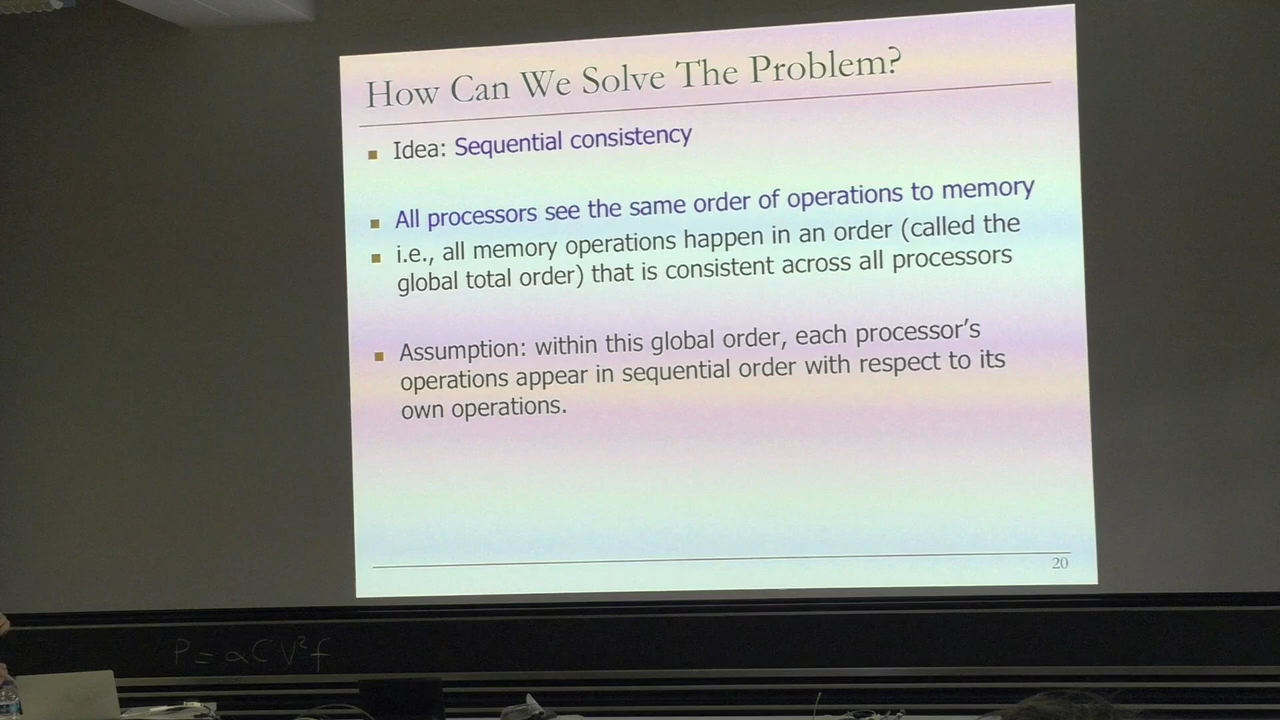 How Can We Solve The Problem?
Idea: Sequential consistency
All processors see the same order of operations to memory
i.e., all memory operations happen in an order (called the
global total order) that is consistent across all processors
Assumption: within this global order, each processor's
operations appear in sequential order with respect to its
own operations.
20
P = αCV²f